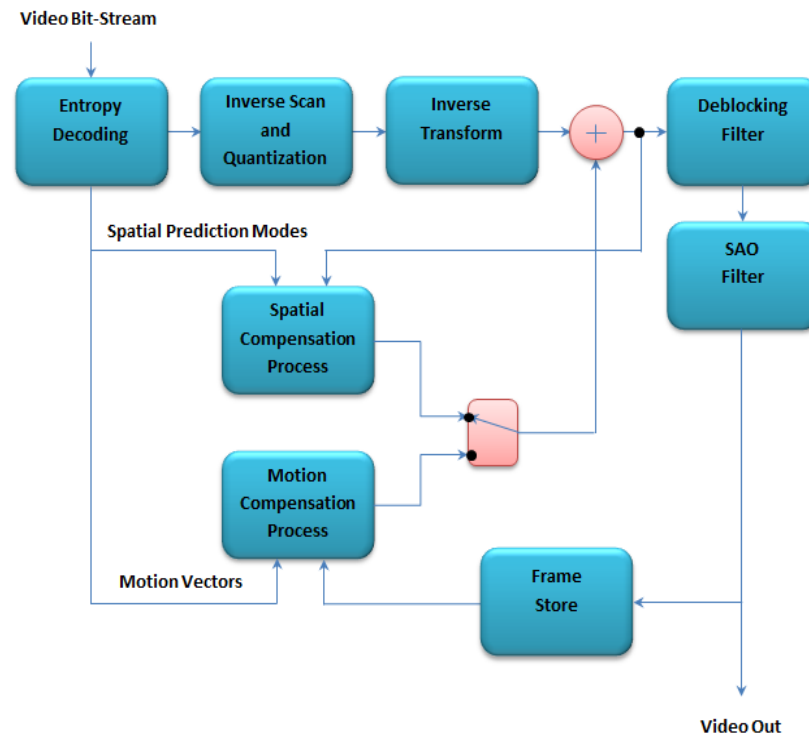 Video Bit-Stream
Entropy
Decoding
Inverse Scan
and
Quantization
Inverse
Transform
+
Deblocking
Filter
Spatial Prediction Modes
SAO
Filter
Spatial
Compensation
Process
Motion
Compensation
Process
Motion Vectors
Frame
Store
Video Out